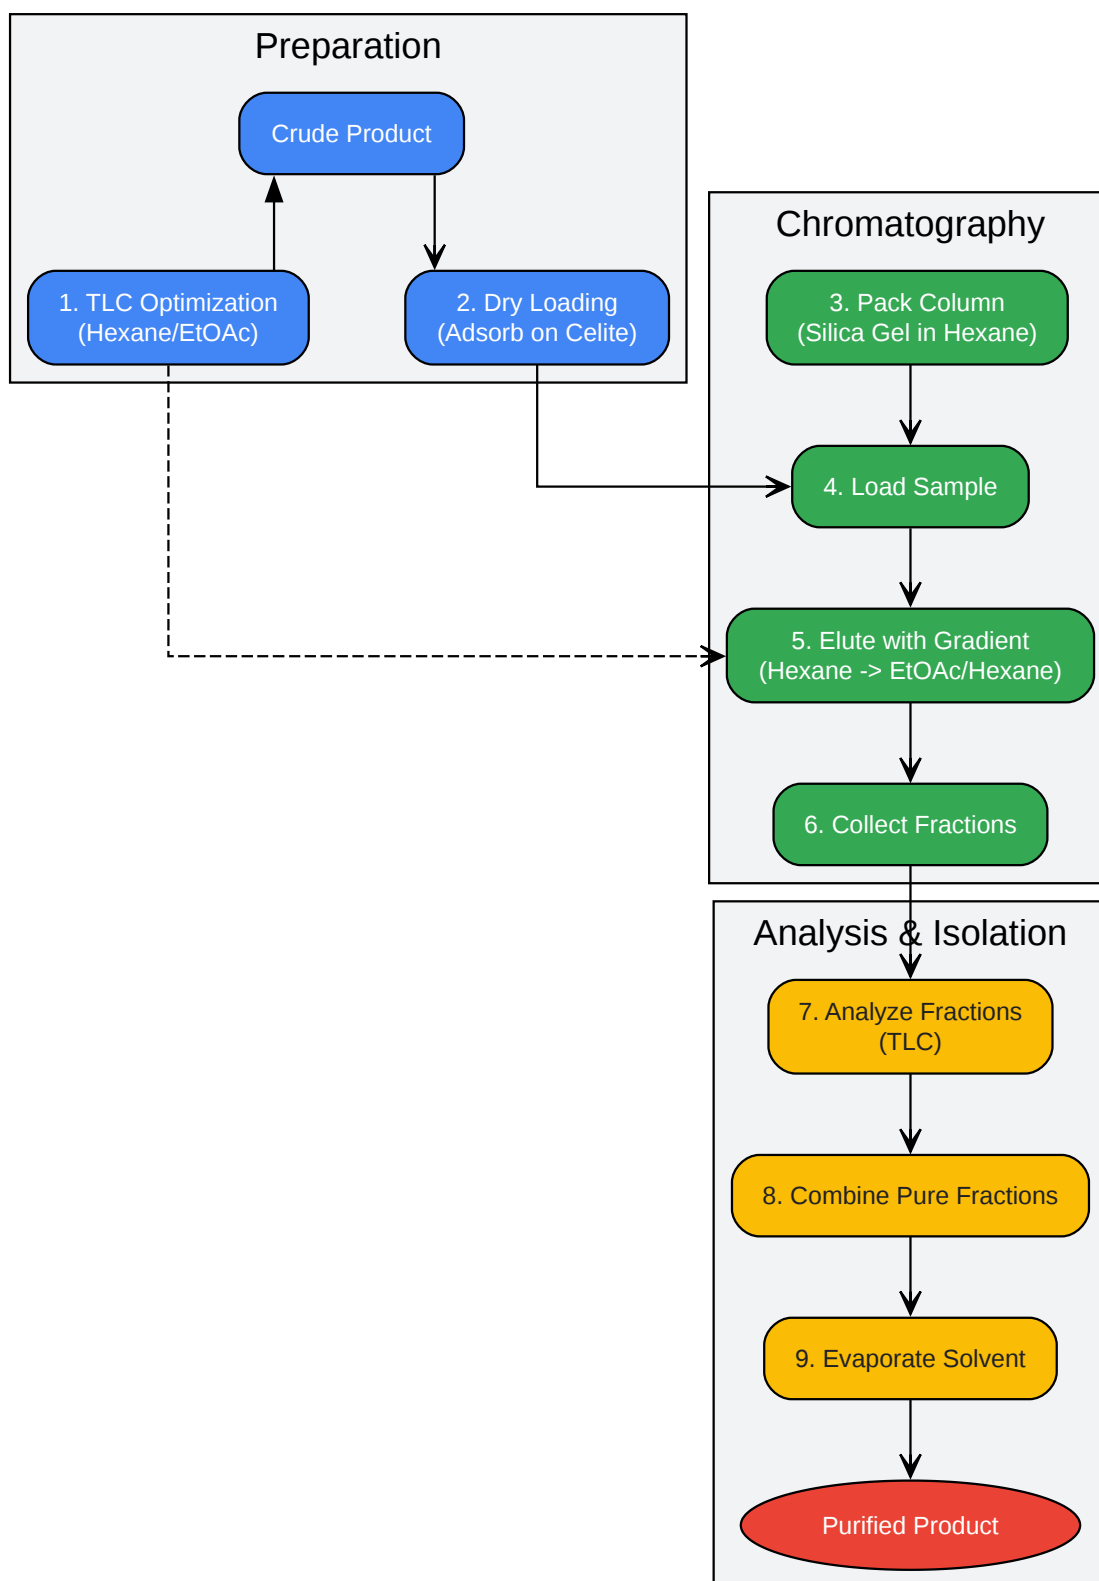 Preparation
Crude Product
1. TLC Optimization
(Hexane/EtOAc)
2. Dry Loading
(Adsorb on Celite)
Chromatography
3. Pack Column
(Silica Gel in Hexane)
4. Load Sample
5. Elute with Gradient
(Hexane -> EtOAc/Hexane)
6. Collect Fractions
Analysis & Isolation
7. Analyze Fractions
(TLC)
8. Combine Pure Fractions
9. Evaporate Solvent
Purified Product